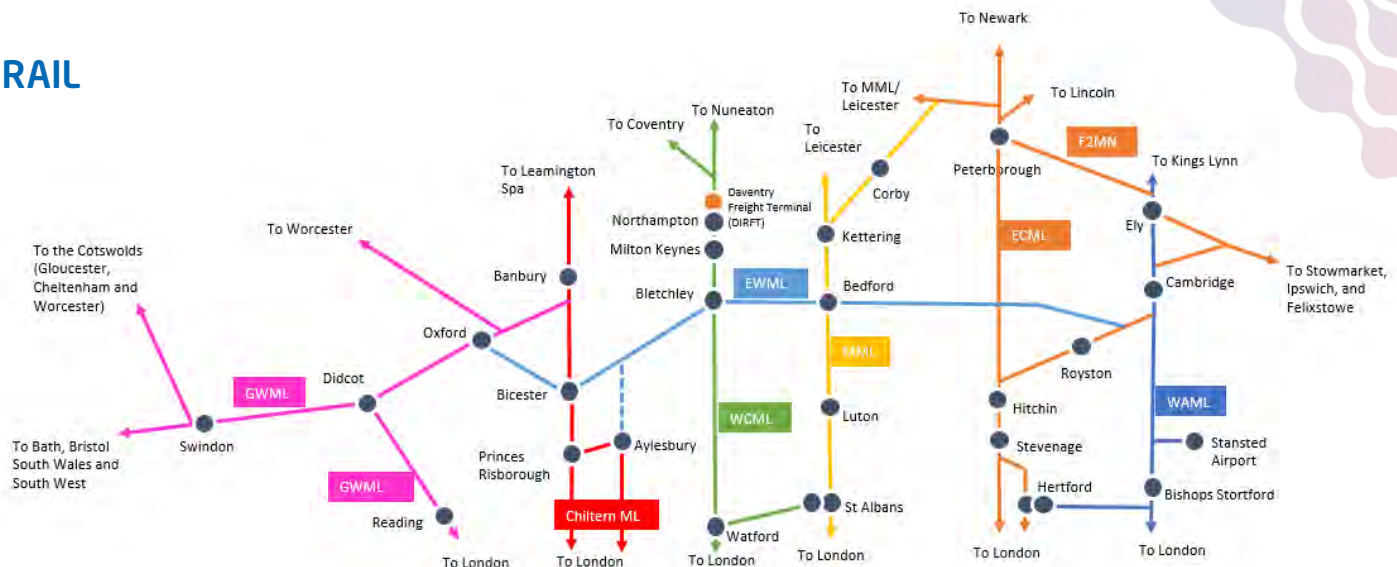 RAIL
To Newark
To MML/
Leicester
To Lincoln
To Nuneaton
To Coventry
To
Leicester
F2MN
To Kings Lynn
Peterborough
To Leamington
Spa
Corby
Daventry
Freight Terminal
(DIRFT)
Northampton
Ely
To Worcester
Kettering
ECML
To the Cotswolds
(Gloucester,
Cheltenham and
Worcester)
Milton Keynes
Banbury
To Stowmarket,
Ipswich, and
Felixstowe
Cambridge
Bletchley
EWML
Bedford
Oxford
MML
Royston
Didcot
GWML
Bicester
Hitchin
WAML
Luton
WCML
Swindon
Aylesbury
Stevenage
Stansted
Airport
To Bath, Bristol
South Wales and
South West
Princes
Risborough
GWML
Hertford
Bishops Stortford
Reading
Chiltern ML
St Albans
Watford
To London
To London
To London
To London
To London
To London